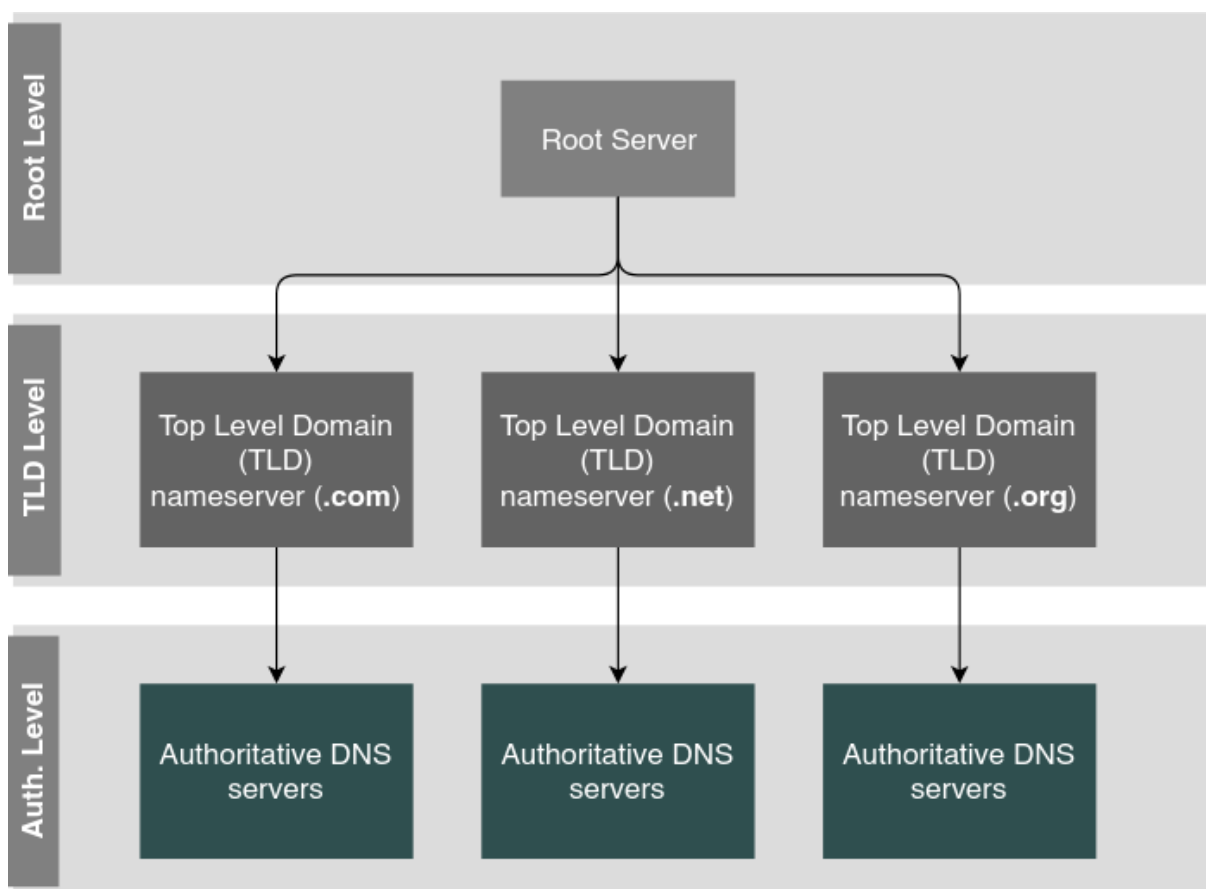 Root Level
Root Server
TLD Level
Top Level Domain
(TLD)
nameserver (.com)
Top Level Domain
(TLD)
nameserver (.net)
Top Level Domain
(TLD)
nameserver (.org)
Auth. Level
Authoritative DNS
servers
Authoritative DNS
servers
Authoritative DNS
servers